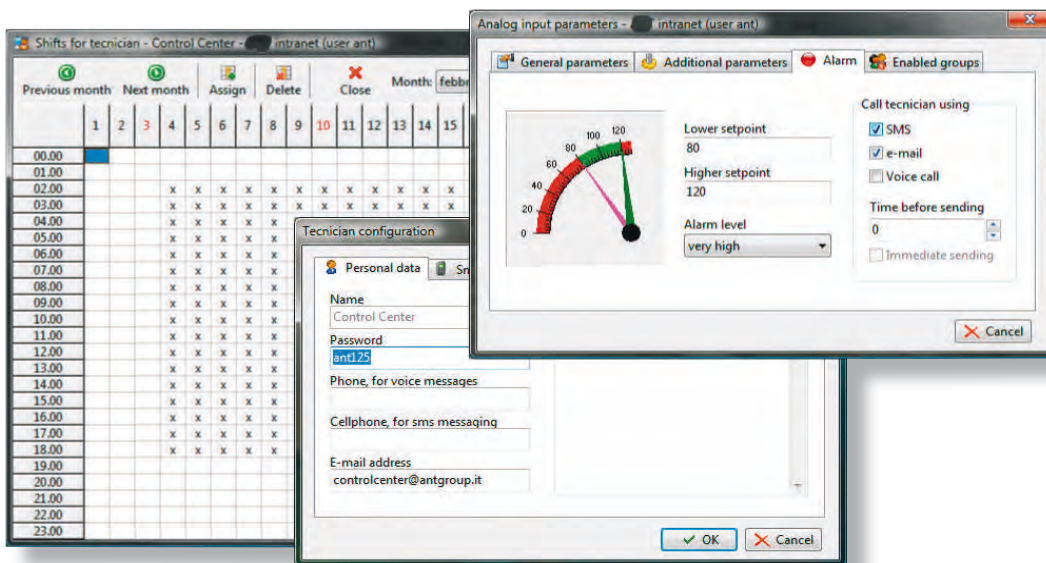 Shifts for tecnician - Control Center - intranet (user ant)
Previous month Next month Assign Delete Close Month: febbr
1 2 3 4 5 6 7 8 9 10 11 12 13 14 15
00.00
01.00
02.00 x x x x x x x x x x x x
03.00 x x x x x x x x x x x x
04.00 x x x x x
05.00 x x x x x
06.00 x x x x x
07.00 x x x x x
08.00 x x x x x
09.00 x x x x x
10.00 x x x x x
11.00 x x x x x
12.00 x x x x x
13.00 x x x x x
14.00 x x x x x
15.00 x x x x x
16.00 x x x x x
17.00 x x x x x
18.00 x x x x x
19.00
20.00
21.00
22.00
23.00
Tecnician configuration
Personal data Sn
Name
Control Center
Password
ant125
Phone, for voice messages
Cellphone, for sms messaging
E-mail address
controlcenter@antgroup.it
OK Cancel
Analog input parameters - intranet (user ant)
General parameters Additional parameters Alarm Enabled groups
0 20 40 60 80 100 120
Lower setpoint
80
Higher setpoint
120
Alarm level
very high
Call tecnician using
SMS
e-mail
Voice call
Time before sending
0
Immediate sending
Cancel